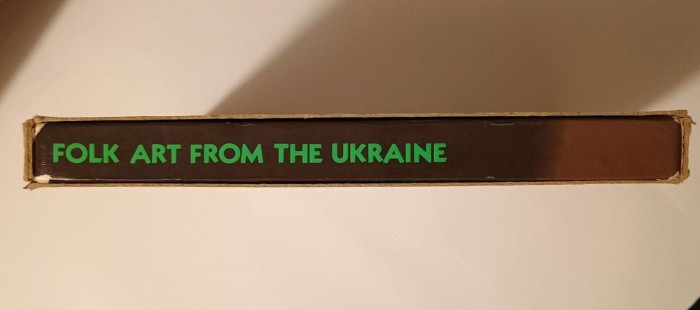 FOLK ART FROM THE UKRAINE